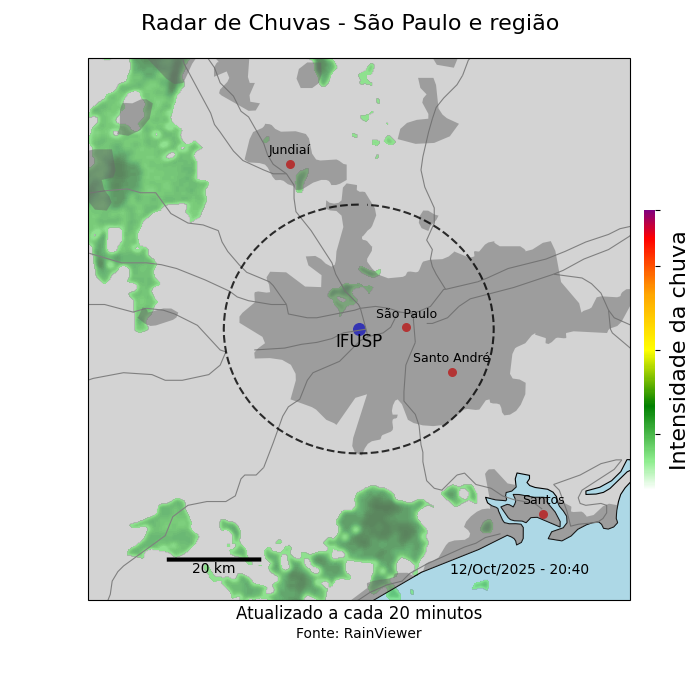 Radar de Chuvas - São Paulo e região
Jundiaí
São Paulo
IFUSP
Santo André
Santos
20 km
12/Oct/2025 - 20:40
Intensidade da chuva
Atualizado a cada 20 minutos
Fonte: RainViewer